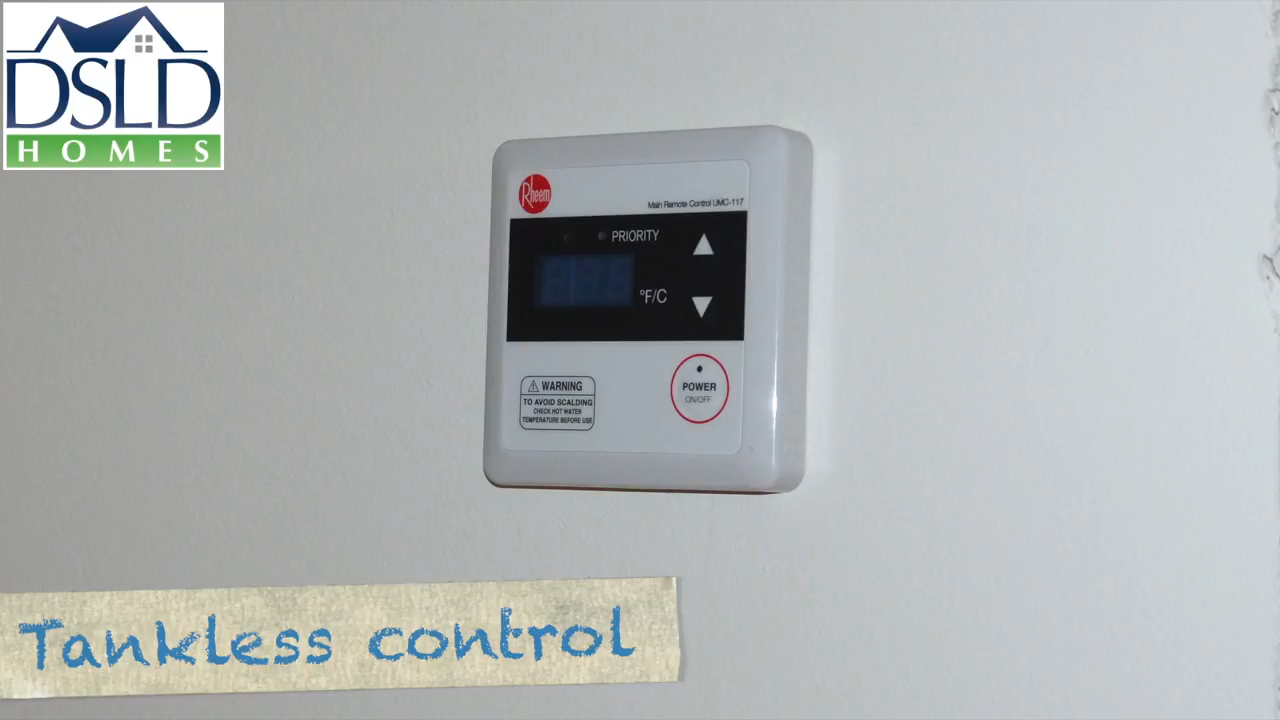 DSLD
HOMES
Rheem
Main Remote Control UMC-117
PRIORITY
°F/C
WARNING
TO AVOID SCALDING
CHECK HOT WATER
TEMPERATURE BEFORE USE
POWER
ON/OFF
Tankless control